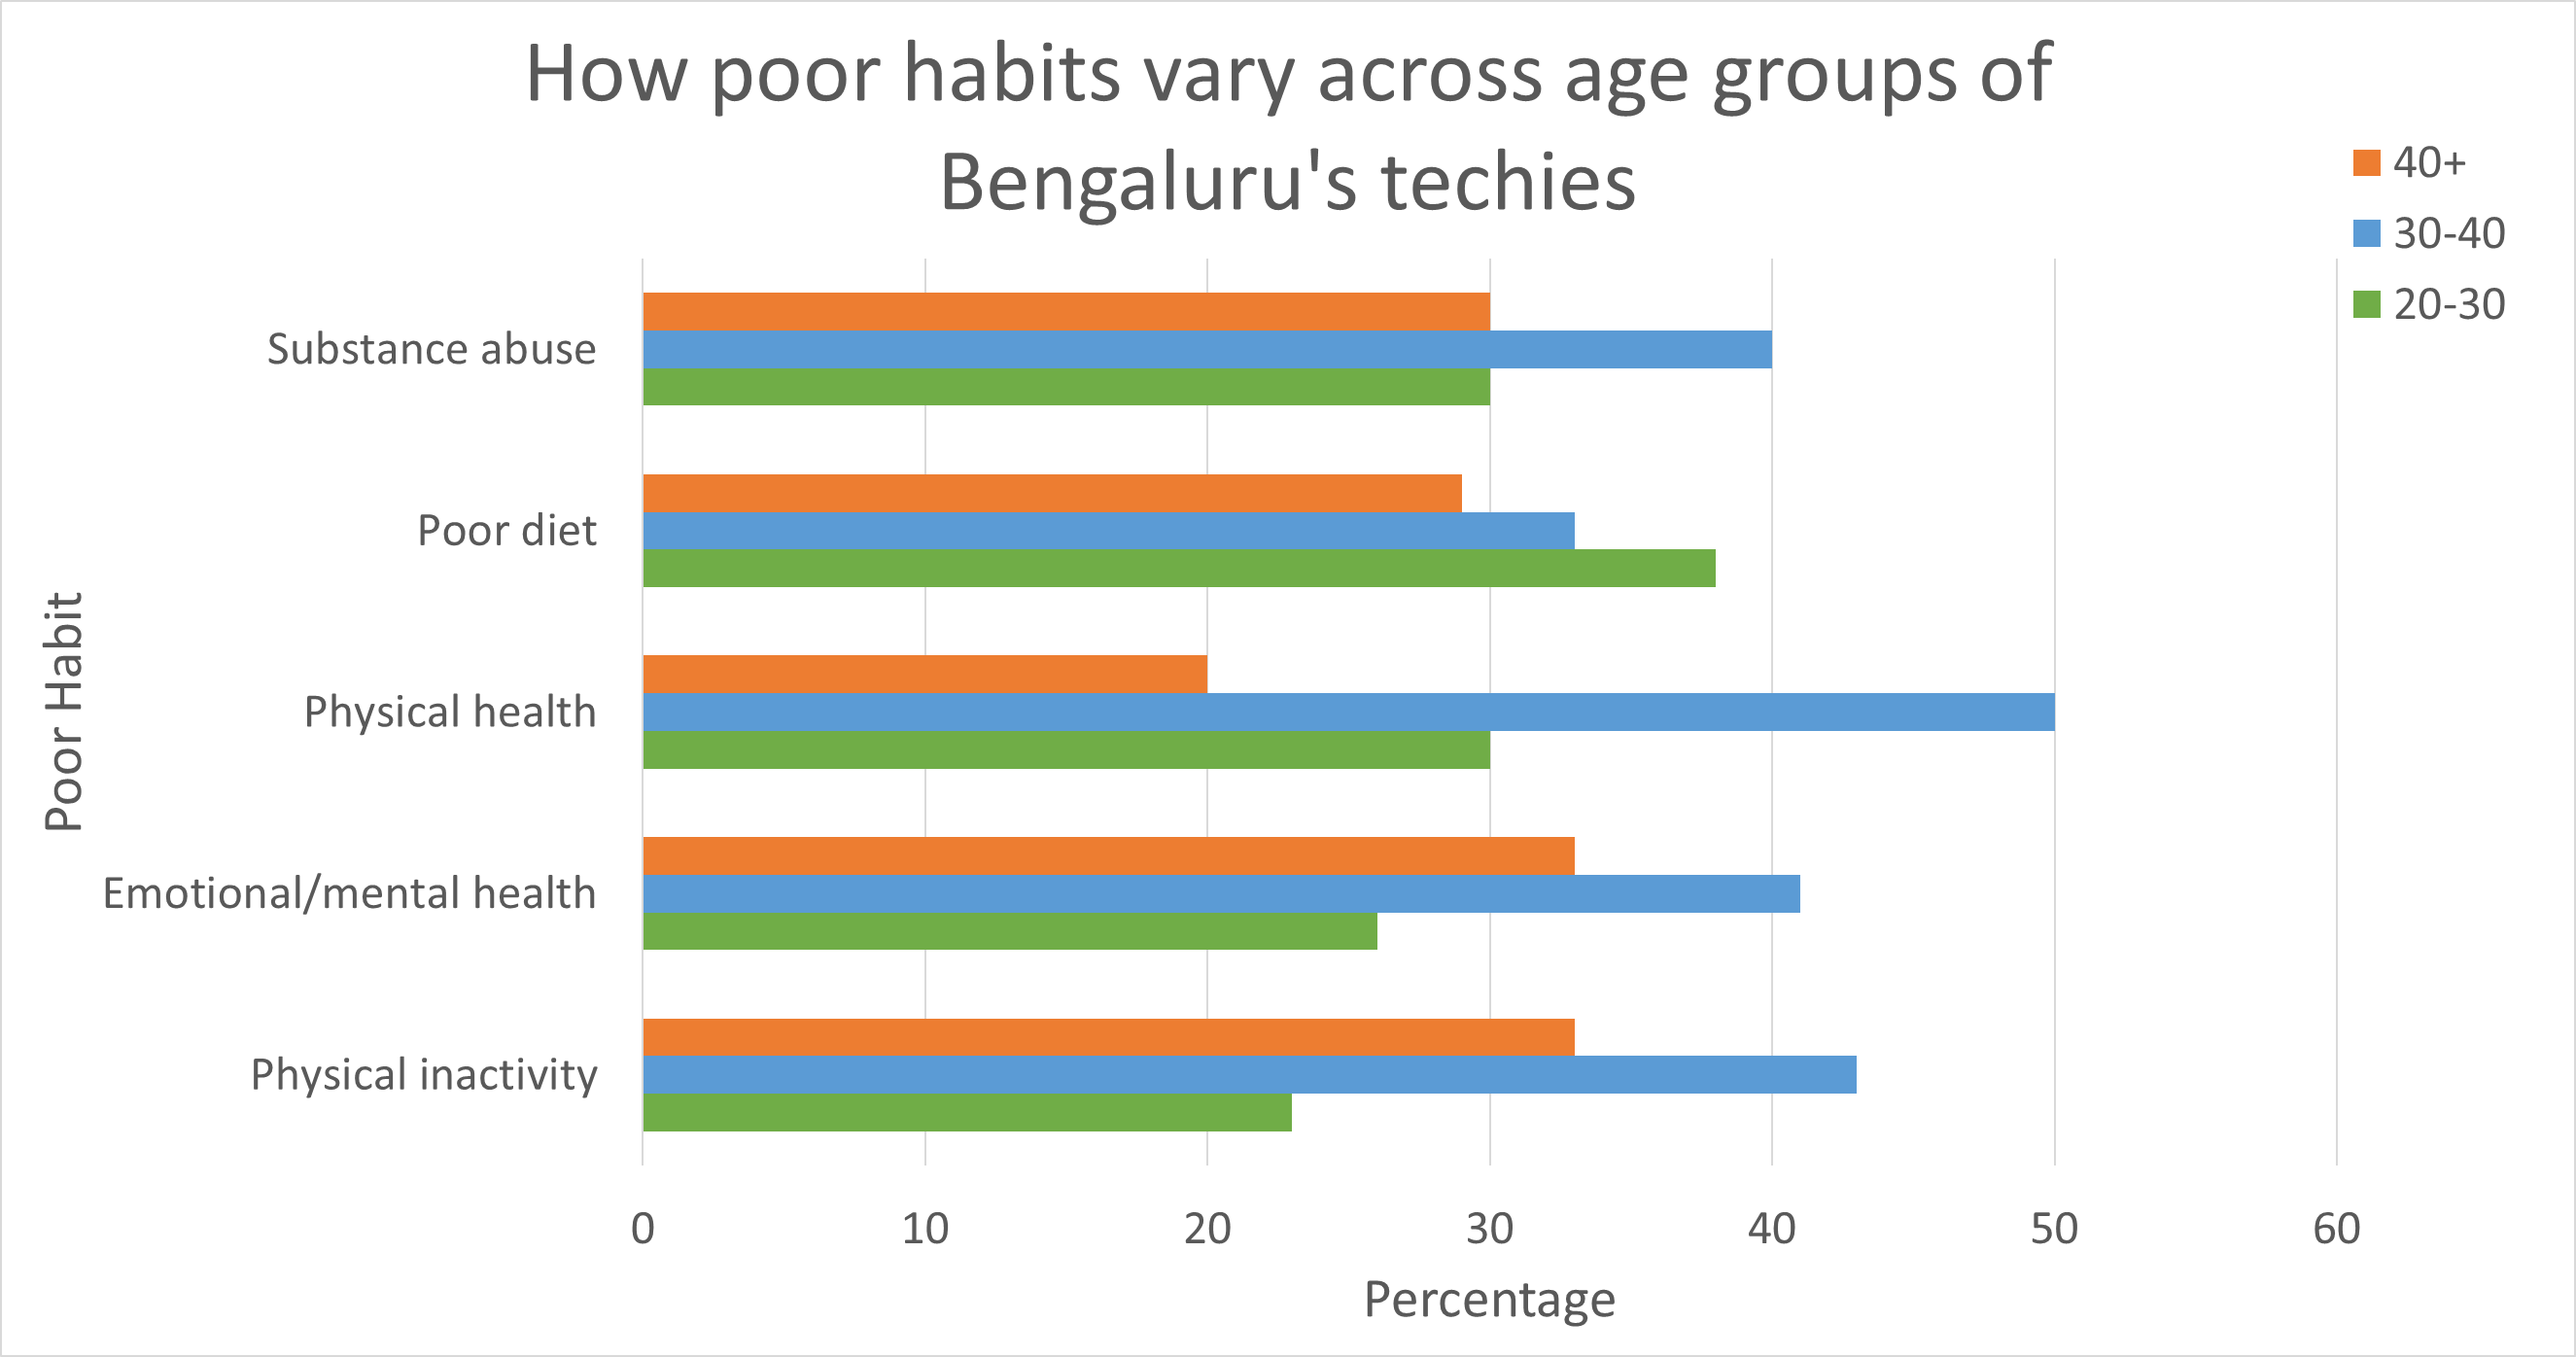 How poor habits vary across age groups of
Bengaluru's techies
40+
30-40
20-30
Poor Habit
Substance abuse
Poor diet
Physical health
Emotional/mental health
Physical inactivity
0 10 20 30 40 50 60
Percentage